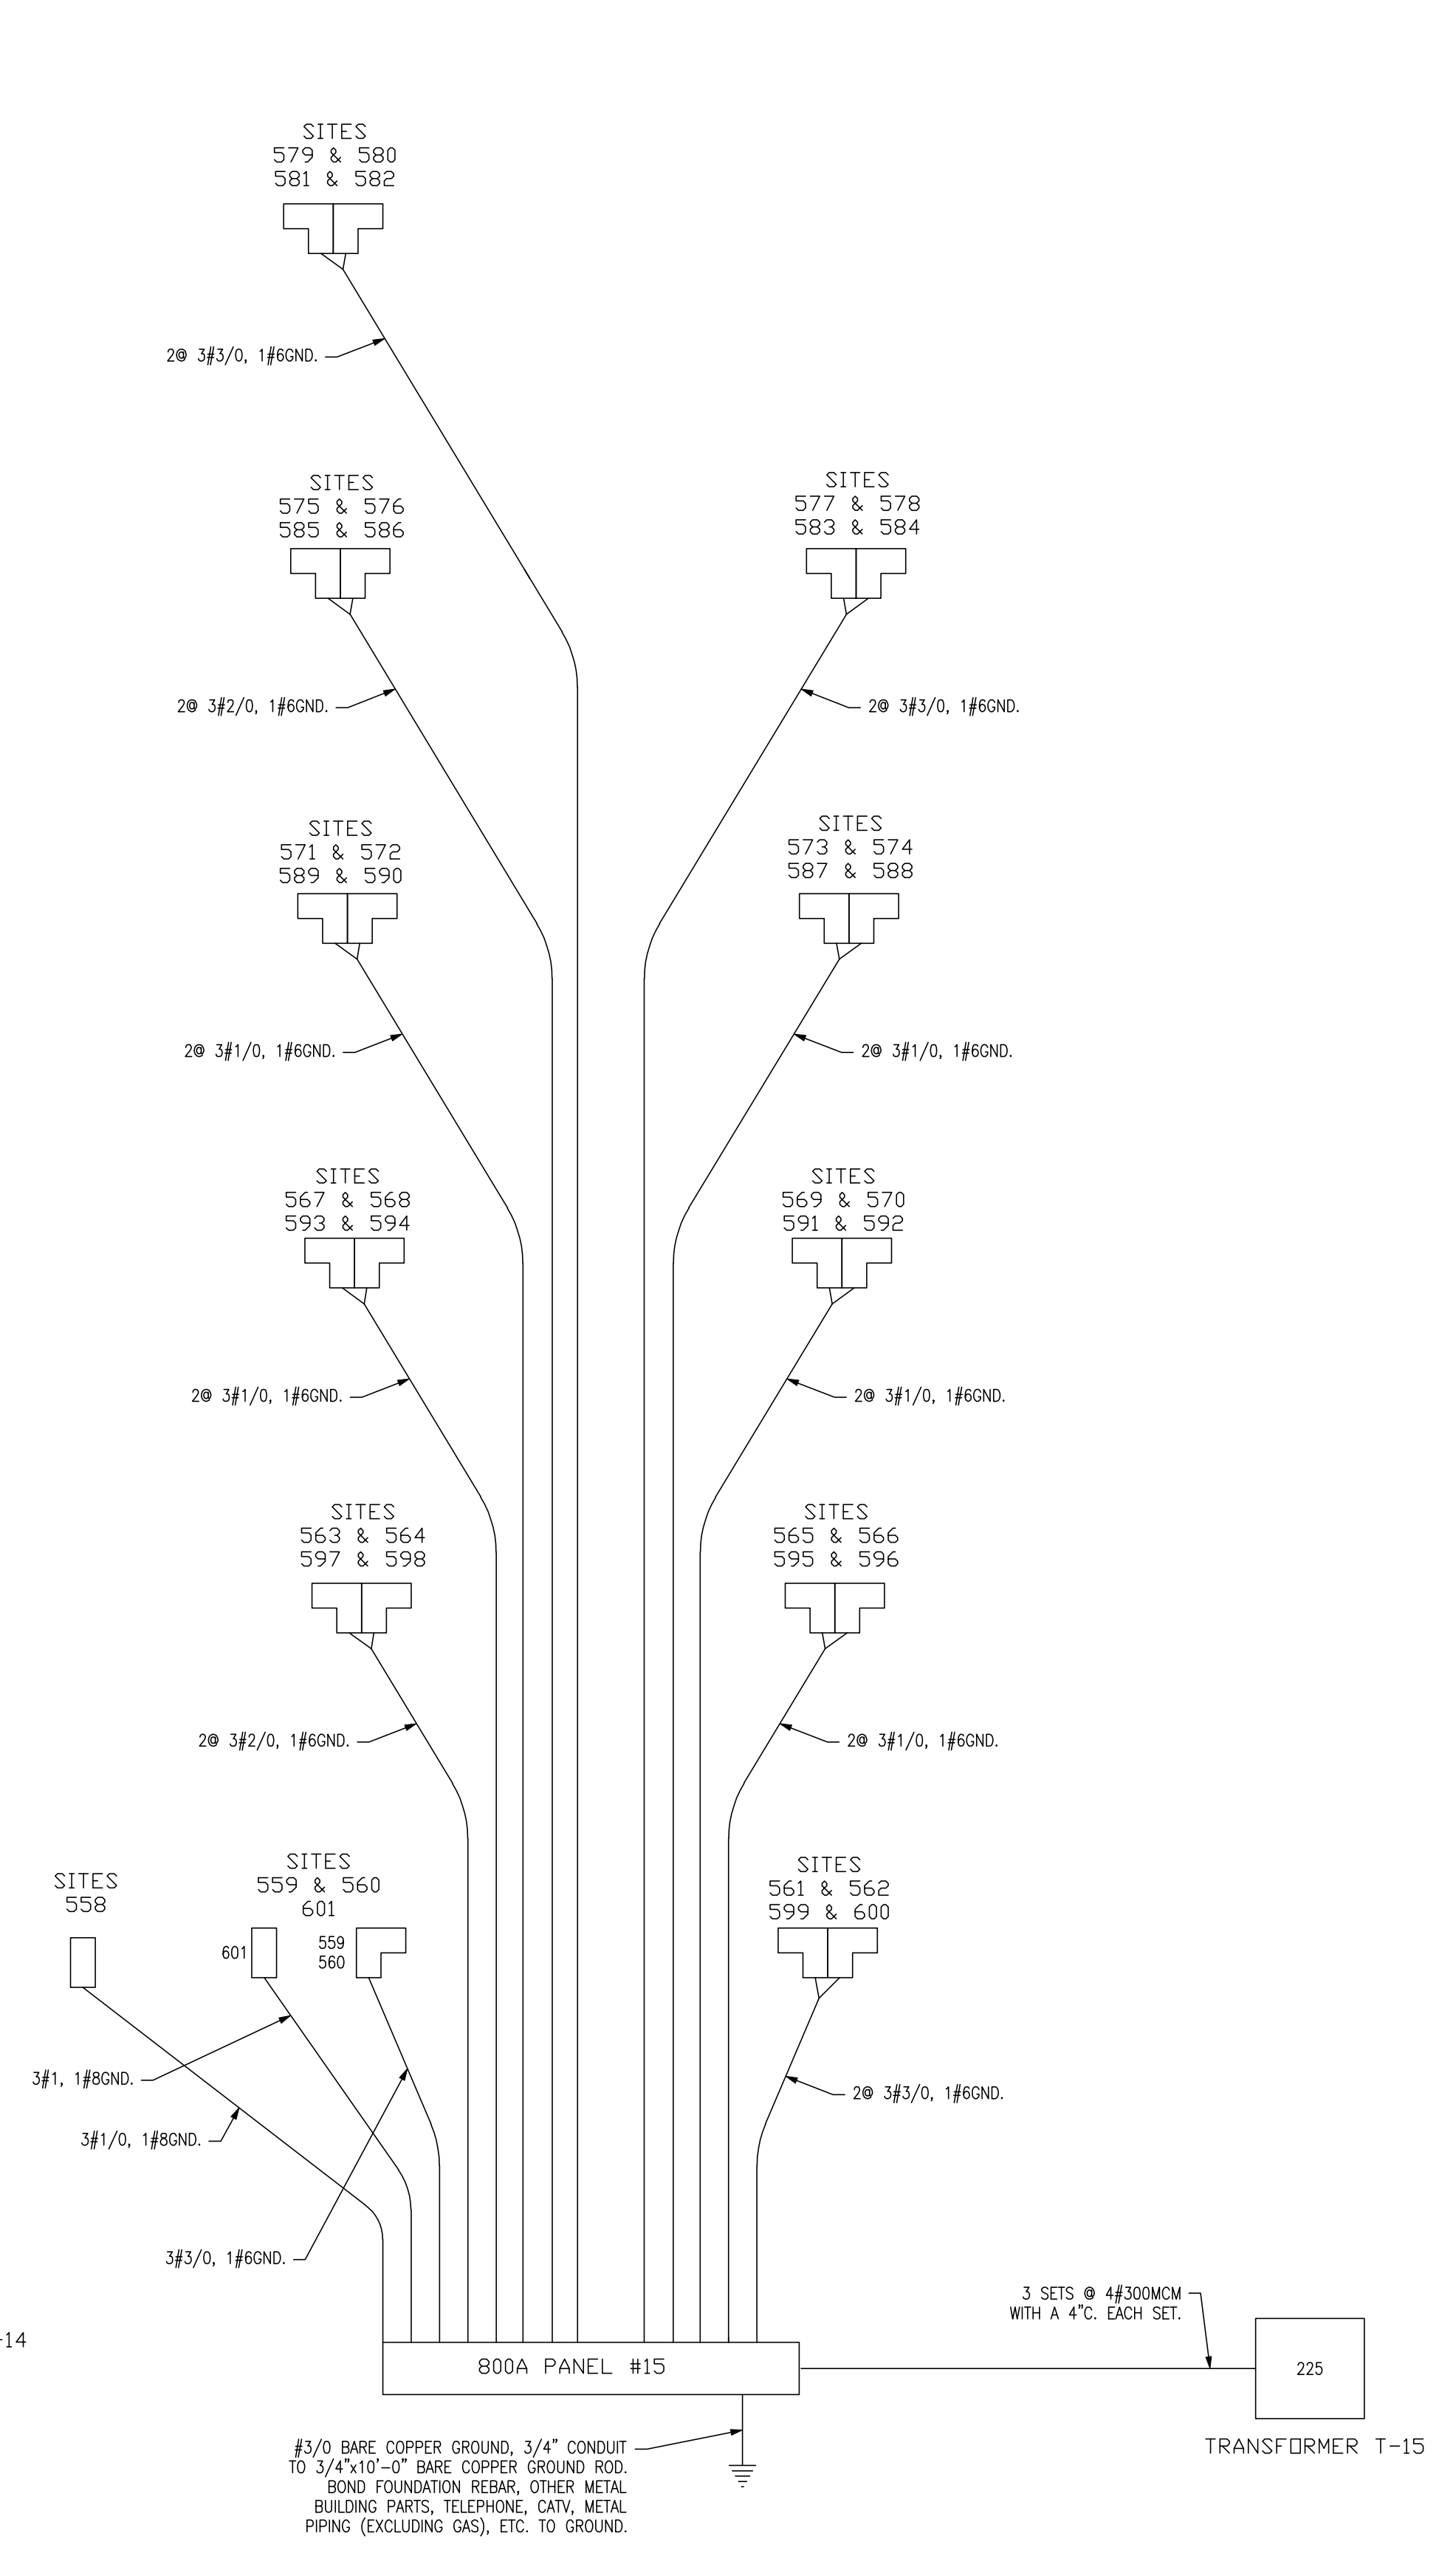 SITES
579 & 580
581 & 582
2@ 3#3/0, 1#6GND.
SITES
575 & 576
585 & 586
SITES
577 & 578
583 & 584
2@ 3#2/0, 1#6GND.
2@ 3#3/0, 1#6GND.
SITES
571 & 572
589 & 590
SITES
573 & 574
587 & 588
2@ 3#1/0, 1#6GND.
2@ 3#1/0, 1#6GND.
SITES
567 & 568
593 & 594
SITES
569 & 570
591 & 592
2@ 3#1/0, 1#6GND.
2@ 3#1/0, 1#6GND.
SITES
563 & 564
597 & 598
SITES
565 & 566
595 & 596
2@ 3#2/0, 1#6GND.
2@ 3#1/0, 1#6GND.
SITES
558
SITES
559 & 560
601
SITES
561 & 562
599 & 600
601
559
560
3#1, 1#8GND.
2@ 3#3/0, 1#6GND.
3#1/0, 1#8GND.
3#3/0, 1#6GND.
3 SETS @ 4#300MCM
WITH A 4"C. EACH SET.
-14
800A PANEL #15
225
TRANSFORMER T-15
#3/0 BARE COPPER GROUND, 3/4" CONDUIT
TO 3/4"x10'-0" BARE COPPER GROUND ROD.
BOND FOUNDATION REBAR, OTHER METAL
BUILDING PARTS, TELEPHONE, CATV, METAL
PIPING (EXCLUDING GAS), ETC. TO GROUND.